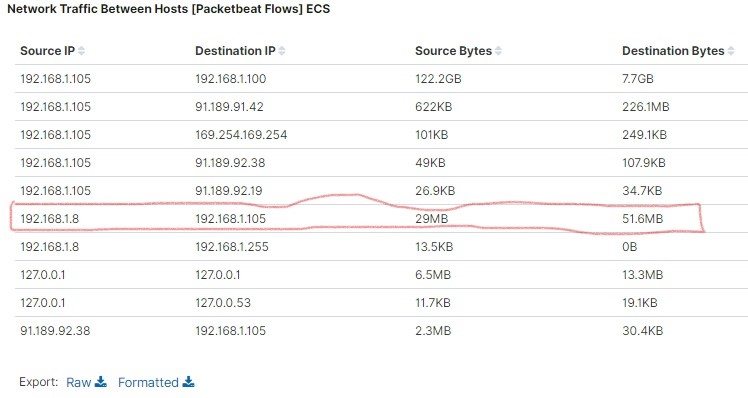 Network Traffic Between Hosts [Packetbeat Flows] ECS
Source IP Destination IP Source Bytes Destination Bytes
192.168.1.105 192.168.1.100 122.2GB 7.7GB
192.168.1.105 91.189.91.42 622KB 226.1MB
192.168.1.105 169.254.169.254 101KB 249.1KB
192.168.1.105 91.189.92.38 49KB 107.9KB
192.168.1.105 91.189.92.19 26.9KB 34.7KB
192.168.1.8 192.168.1.105 29MB 51.6MB
192.168.1.8 192.168.1.255 13.5KB 0B
127.0.0.1 127.0.0.1 6.5MB 13.3MB
127.0.0.1 127.0.0.53 11.7KB 19.1KB
91.189.92.38 192.168.1.105 2.3MB 30.4KB
Export: Raw Formatted